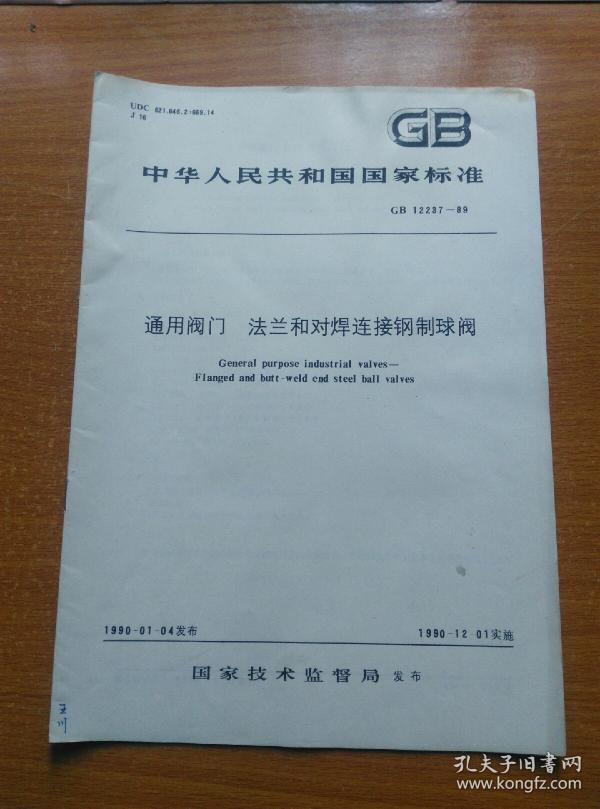 UDC 621.646.2:669.14
J 16
GB
中华人民共和国国家标准
GB 12237—89
通用阀门 法兰和对焊连接钢制球阀
General purpose industrial valves—
Flanged and butt-weld end steel ball valves
1990-01-04发布
1990-12-01实施
国家技术监督局 发布
王川
孔夫子旧书网
www.kongfz.com